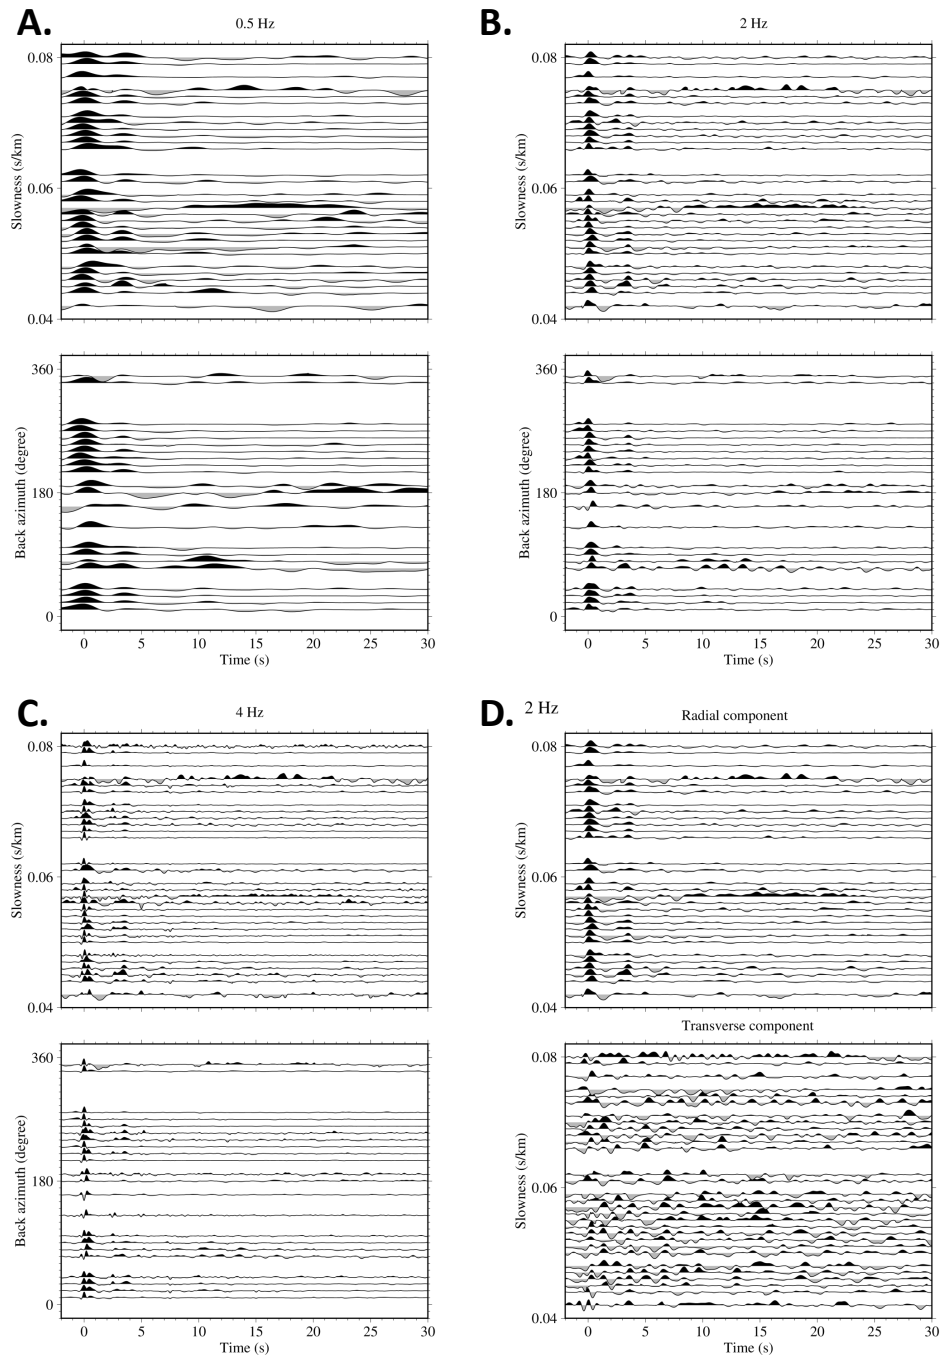 A.
0.5 Hz
0.08
0.06
0.04
Slowness (s/km)
360
180
0
Back azimuth (degree)
0 5 10 15 20 25 30
Time (s)
B.
2 Hz
0.08
0.06
0.04
Slowness (s/km)
360
180
0
Back azimuth (degree)
0 5 10 15 20 25 30
Time (s)
C.
4 Hz
0.08
0.06
0.04
Slowness (s/km)
360
180
0
Back azimuth (degree)
0 5 10 15 20 25 30
Time (s)
D.
2 Hz
Radial component
0.08
0.06
0.04
Slowness (s/km)
Transverse component
0.08
0.06
0.04
Slowness (s/km)
0 5 10 15 20 25 30
Time (s)